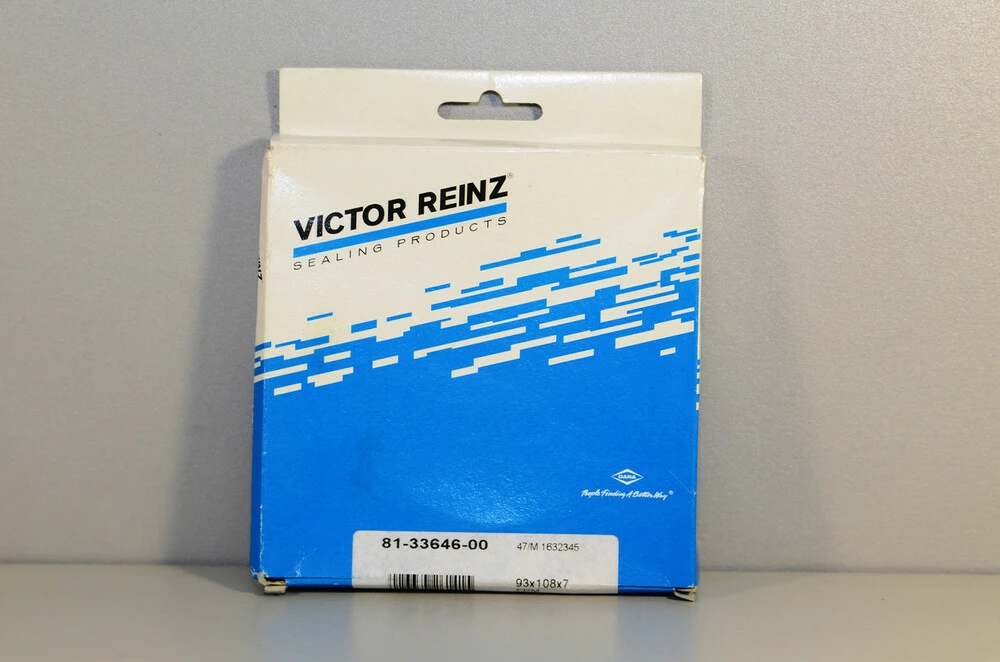 VICTOR REINZ®
SEALING PRODUCTS
DANA
People Finding A Better Way®
81-33646-00 47/M 1632345
93x108x7